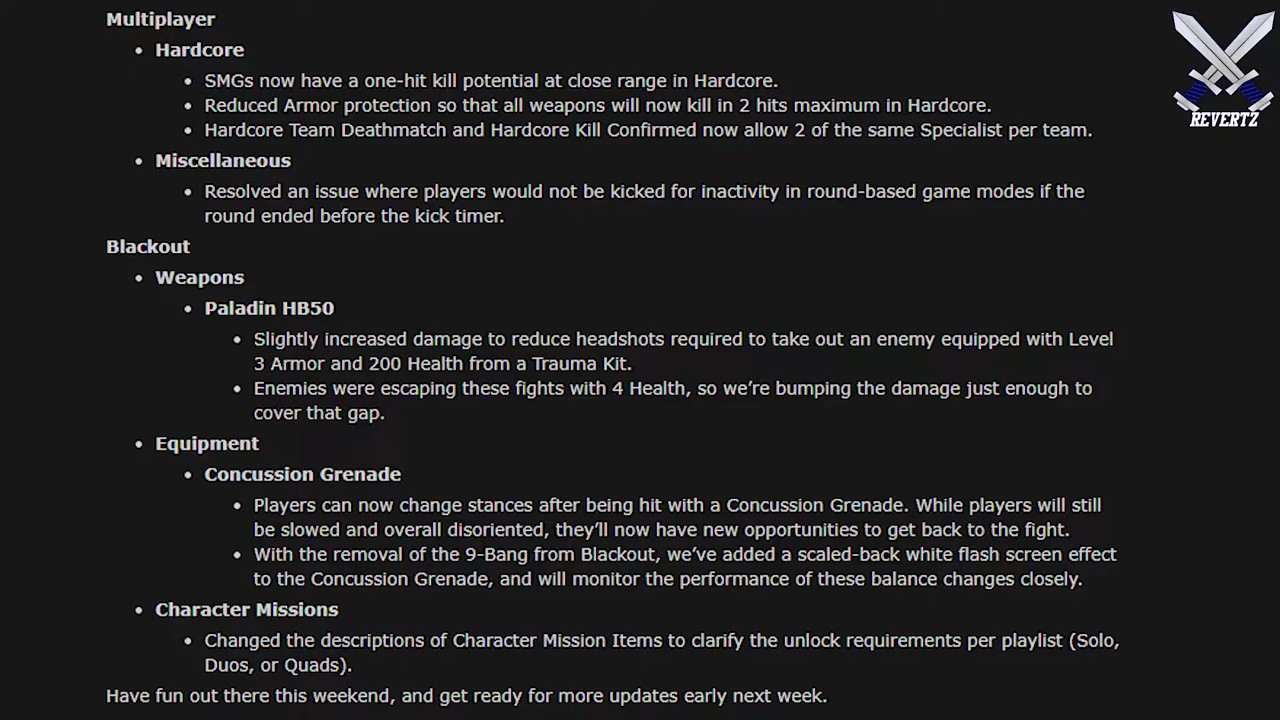 Multiplayer
• Hardcore
• SMGs now have a one-hit kill potential at close range in Hardcore.
• Reduced Armor protection so that all weapons will now kill in 2 hits maximum in Hardcore.
• Hardcore Team Deathmatch and Hardcore Kill Confirmed now allow 2 of the same Specialist per team.
• Miscellaneous
• Resolved an issue where players would not be kicked for inactivity in round-based game modes if the
round ended before the kick timer.
Blackout
• Weapons
• Paladin HB50
• Slightly increased damage to reduce headshots required to take out an enemy equipped with Level
3 Armor and 200 Health from a Trauma Kit.
• Enemies were escaping these fights with 4 Health, so we’re bumping the damage just enough to
cover that gap.
• Equipment
• Concussion Grenade
• Players can now change stances after being hit with a Concussion Grenade. While players will still
be slowed and overall disoriented, they’ll now have new opportunities to get back to the fight.
• With the removal of the 9-Bang from Blackout, we’ve added a scaled-back white flash screen effect
to the Concussion Grenade, and will monitor the performance of these balance changes closely.
• Character Missions
• Changed the descriptions of Character Mission Items to clarify the unlock requirements per playlist (Solo,
Duos, or Quads).
Have fun out there this weekend, and get ready for more updates early next week.
REVERTZ